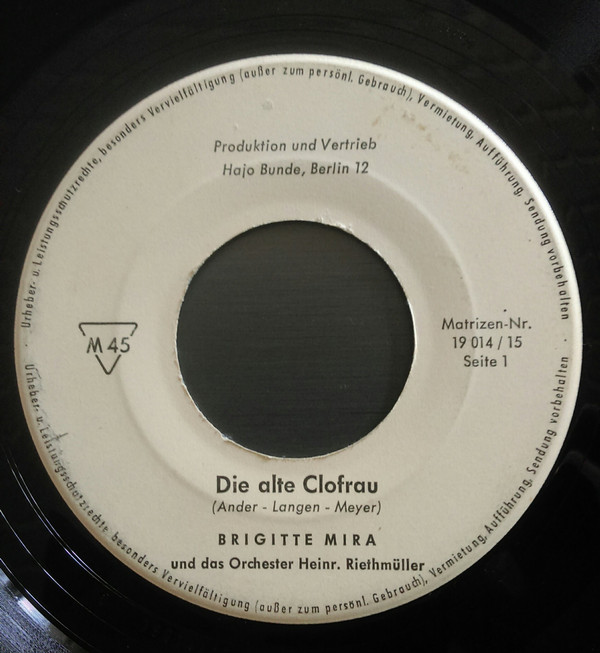 Urheber- u. Leistungsschutzrechte, besonders Vervielfältigung (außer zum persönl. Gebrauch), Vermietung, Aufführung, Sendung vorbehalten
Produktion und Vertrieb
Hajo Bunde, Berlin 12
M 45
Matrizen-Nr.
19 014 / 15
Seite 1
Die alte Clofrau
(Ander - Langen - Meyer)
BRIGITTE MIRA
und das Orchester Heinr. Riethmüller
Urheber- u. Leistungsschutzrechte, besonders Vervielfältigung (außer zum persönl. Gebrauch), Vermietung, Aufführung, Sendung vorbehalten